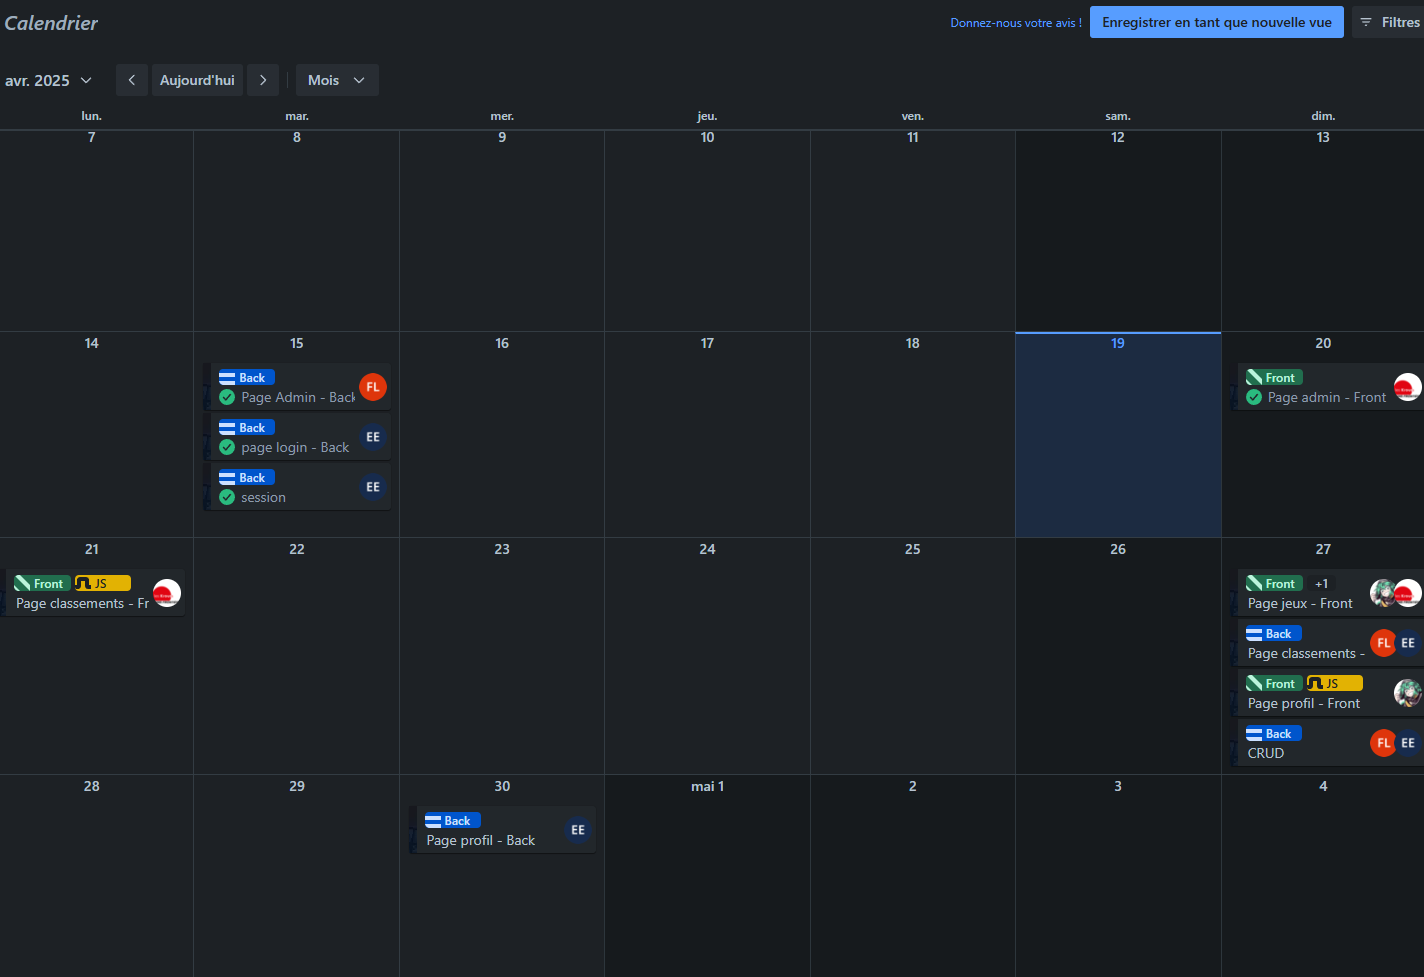 Calendrier
Donnez-nous votre avis !
Enregistrer en tant que nouvelle vue
Filtres
avr. 2025
Aujourd'hui
Mois
lun. mar. mer. jeu. ven. sam. dim.
7 8 9 10 11 12 13
14 15 16 17 18 19 20
Back
Page Admin - Back
FL
Back
page login - Back
EE
Back
session
EE
Front
Page admin - Front
21 22 23 24 25 26 27
Front JS
Page classements - Fr
Front +1
Page jeux - Front
Back
Page classements -
FL EE
Front JS
Page profil - Front
Back
CRUD
FL EE
28 29 30 mai 1 2 3 4
Back
Page profil - Back
EE